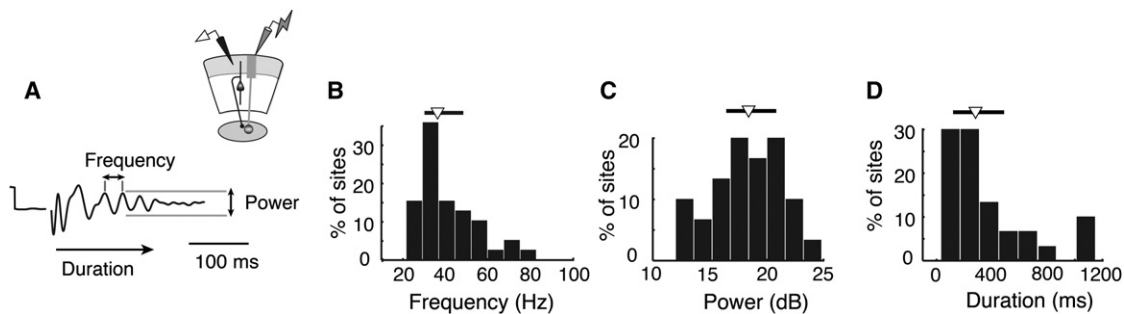 A
Frequency
Power
Duration
100 ms
B
% of sites
30
20
10
0
20
40
60
80
100
Frequency (Hz)
C
% of sites
20
10
0
10
15
20
25
Power (dB)
D
% of sites
30
20
10
0
0
400
800
1200
Duration (ms)